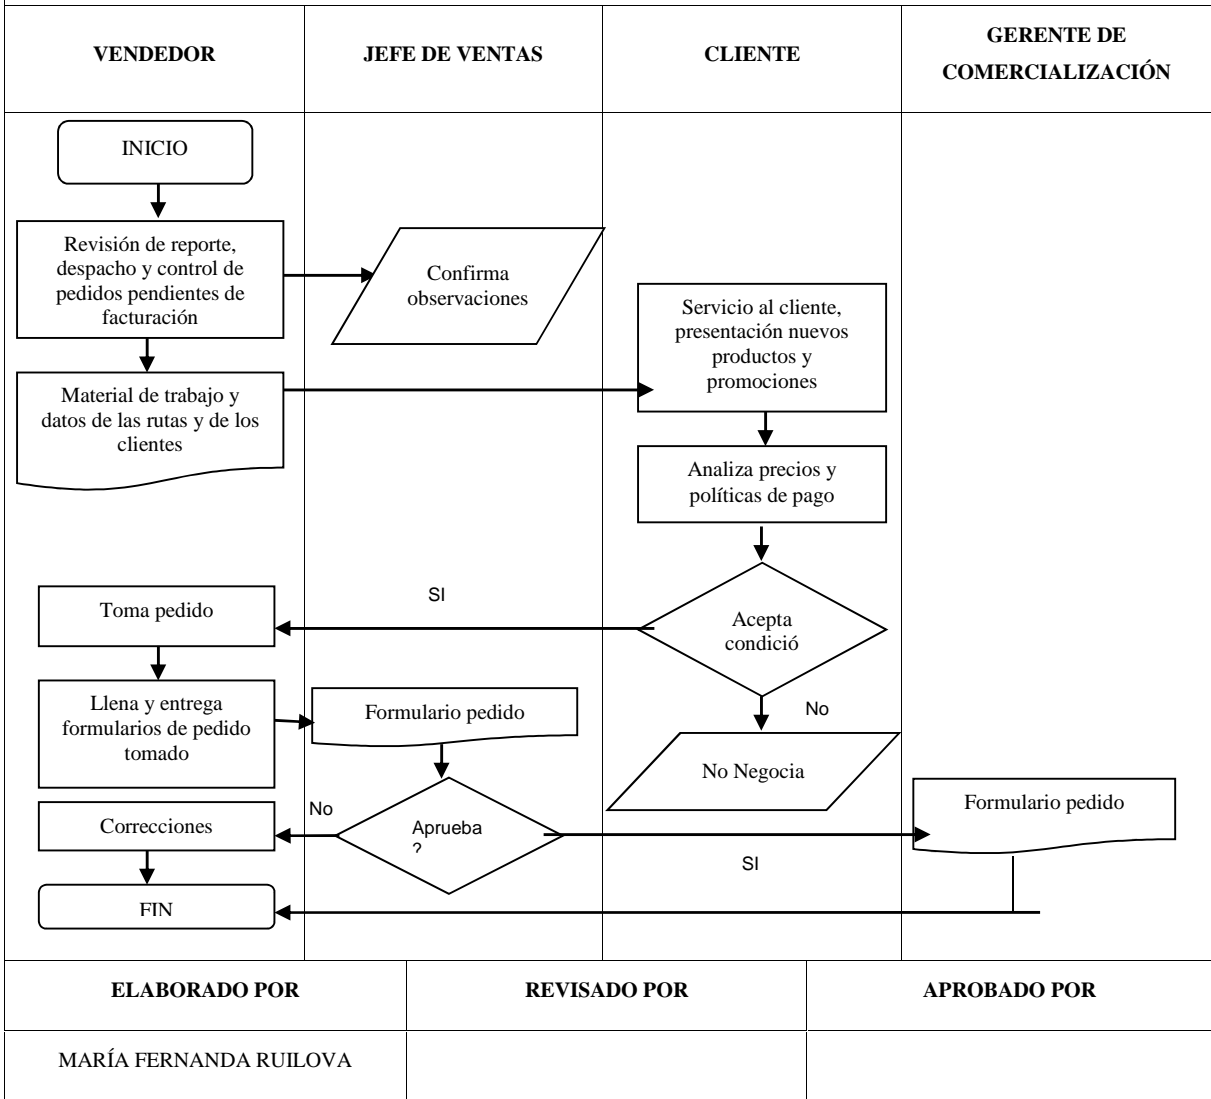 VENDEDOR
JEFE DE VENTAS
CLIENTE
GERENTE DE
COMERCIALIZACIÓN
INICIO
Revisión de reporte,
despacho y control de
pedidos pendientes de
facturación
Confirma
observaciones
Servicio al cliente,
presentación nuevos
productos y
promociones
Material de trabajo y
datos de las rutas y de los
clientes
Analiza precios y
políticas de pago
Acepta
condició
SI
Toma pedido
No
No Negocia
Llena y entrega
formularios de pedido
tomado
Formulario pedido
Aprueba
?
No
Correcciones
SI
Formulario pedido
FIN
ELABORADO POR
REVISADO POR
APROBADO POR
MARÍA FERNANDA RUILOVA